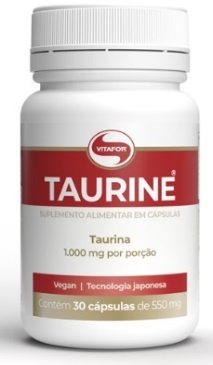 VITAFOR
TAURINE®
SUPLEMENTO ALIMENTAR EM CÁPSULAS
Taurina
1.000 mg por porção
Vegan | Tecnologia japonesa
Contém 30 cápsulas de 550 mg